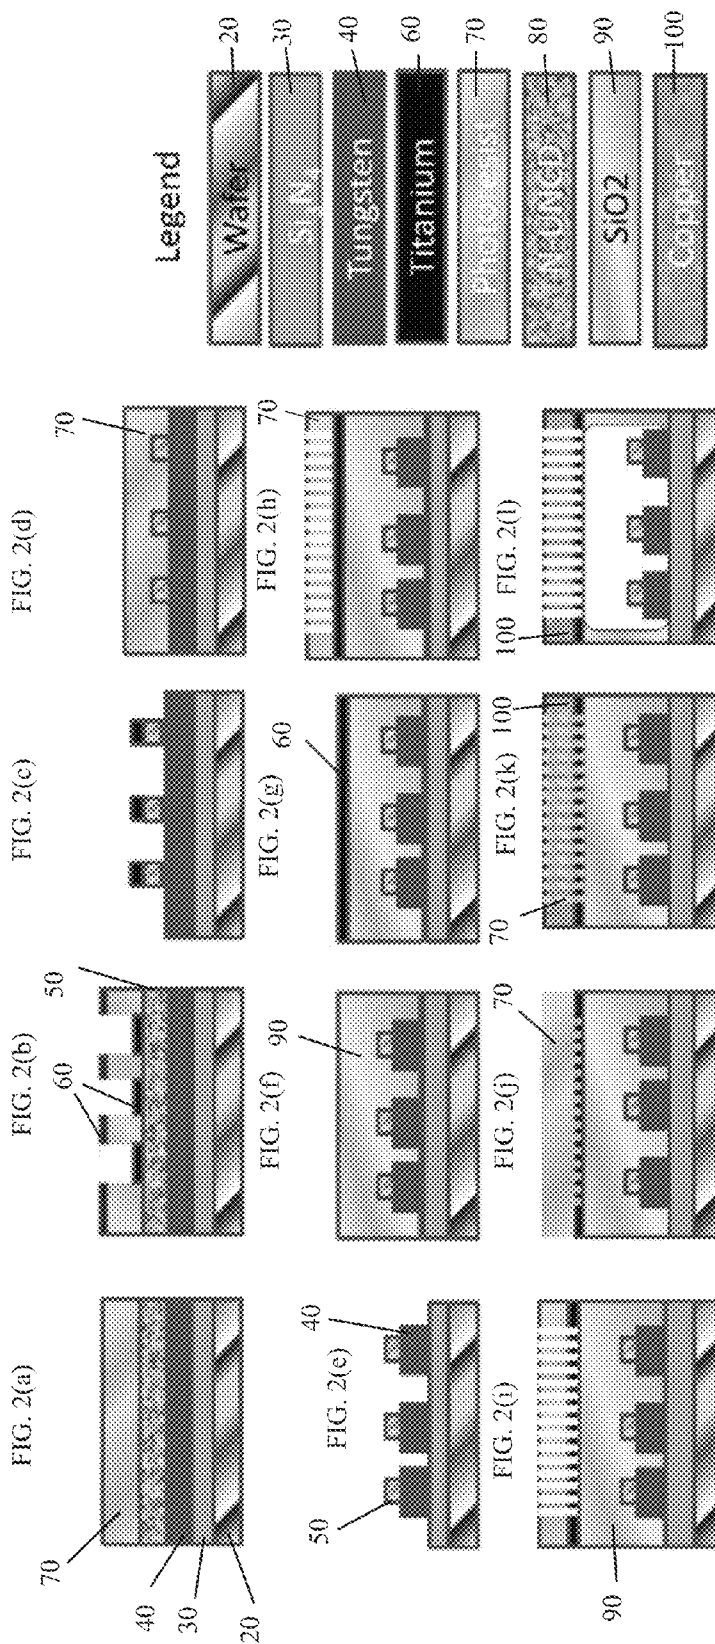 FIG. 2(a)
70
40
30
20
FIG. 2(b)
60
50
FIG. 2(c)
FIG. 2(d)
70
FIG. 2(e)
50
40
FIG. 2(f)
90
FIG. 2(g)
60
FIG. 2(h)
70
FIG. 2(i)
90
FIG. 2(j)
70
FIG. 2(k)
70
100
FIG. 2(l)
100
Legend
Wafer
20
30
Tungsten
40
Titanium
60
Photoresist
70
80
SiO2
90
Copper
100